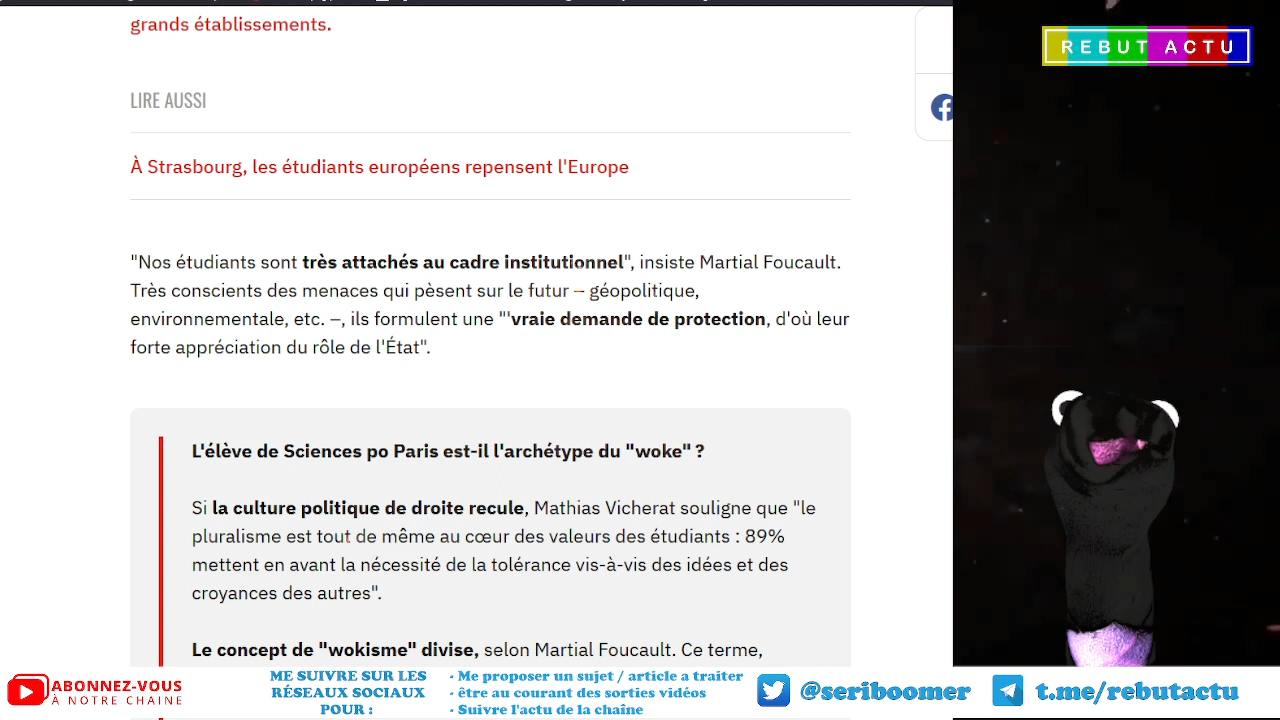 grands établissements.
REBUT ACTU
LIRE AUSSI
À Strasbourg, les étudiants européens repensent l'Europe
"Nos étudiants sont très attachés au cadre institutionnel", insiste Martial Foucault.
Très conscients des menaces qui pèsent sur le futur – géopolitique,
environnementale, etc. –, ils formulent une "'vraie demande de protection, d'où leur
forte appréciation du rôle de l'État".
L'élève de Sciences po Paris est-il l'archétype du "woke" ?
Si la culture politique de droite recule, Mathias Vicherat souligne que "le
pluralisme est tout de même au cœur des valeurs des étudiants : 89%
mettent en avant la nécessité de la tolérance vis-à-vis des idées et des
croyances des autres".
Le concept de "wokisme" divise, selon Martial Foucault. Ce terme,
ABONNEZ-VOUS
À NOTRE CHAINE
ME SUIVRE SUR LES
RÉSEAUX SOCIAUX
POUR :
- Me proposer un sujet / article a traiter
- être au courant des sorties vidéos
- Suivre l'actu de la chaîne
@seriboomer
t.me/rebutactu